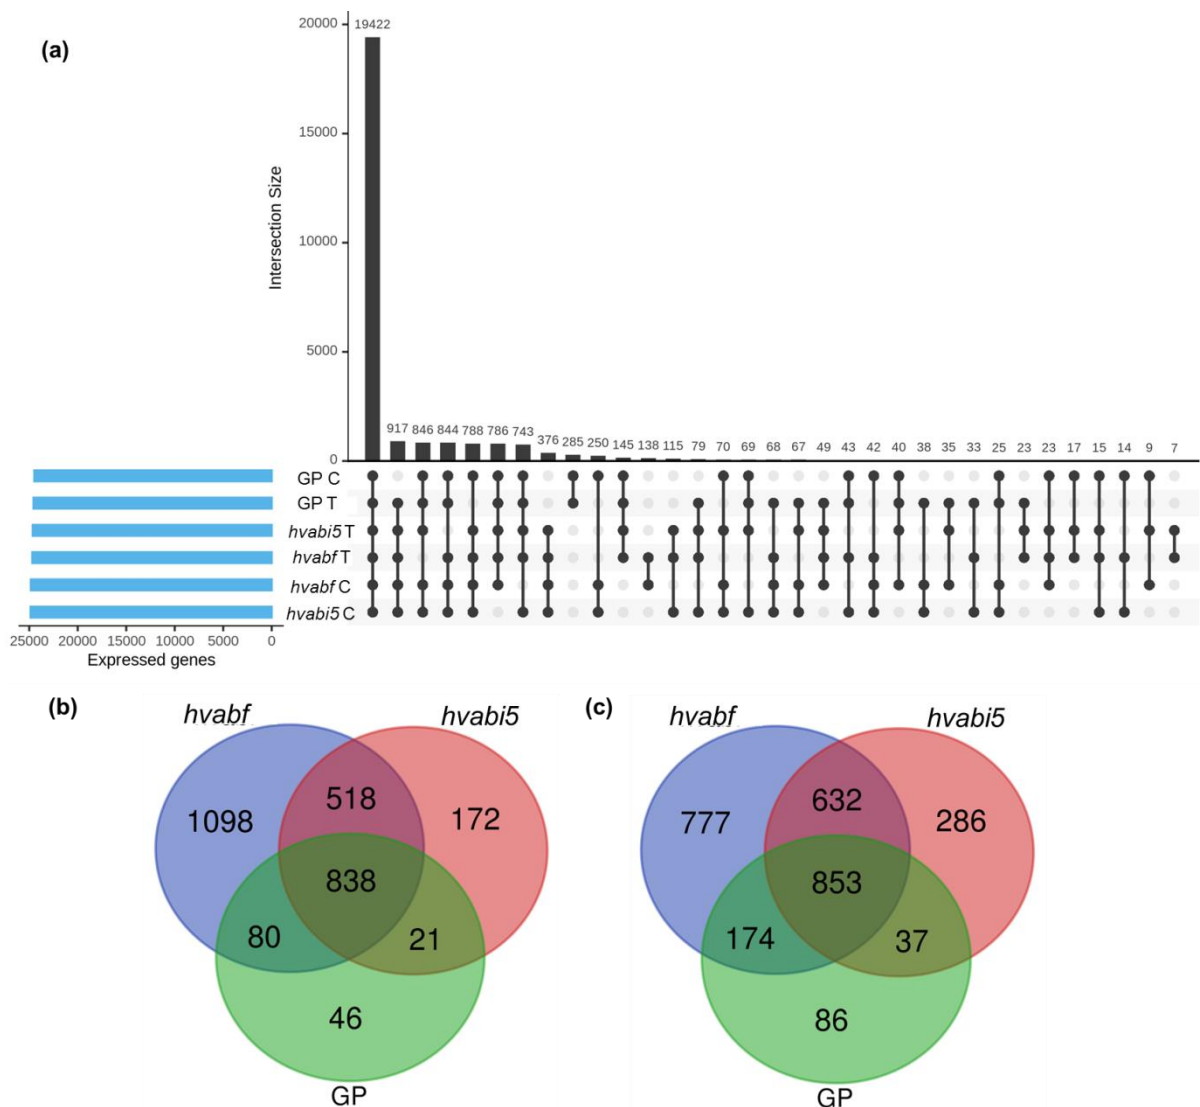 (a)
20000
15000
10000
5000
0
Intersection Size
19422 917 846 844 788 786 743 376 285 250 145 138 115 79 70 69 68 67 49 43 42 40 38 35 33 25 23 23 17 15 14 9 7
GP C
GP T
hvabi5 T
hvabf T
hvabf C
hvabi5 C
25000 20000 15000 10000 5000 0
Expressed genes
(b)
hvabf
hvabi5
1098
518
172
838
80
21
46
GP
(c)
hvabf
hvabi5
777
632
286
853
174
37
86
GP